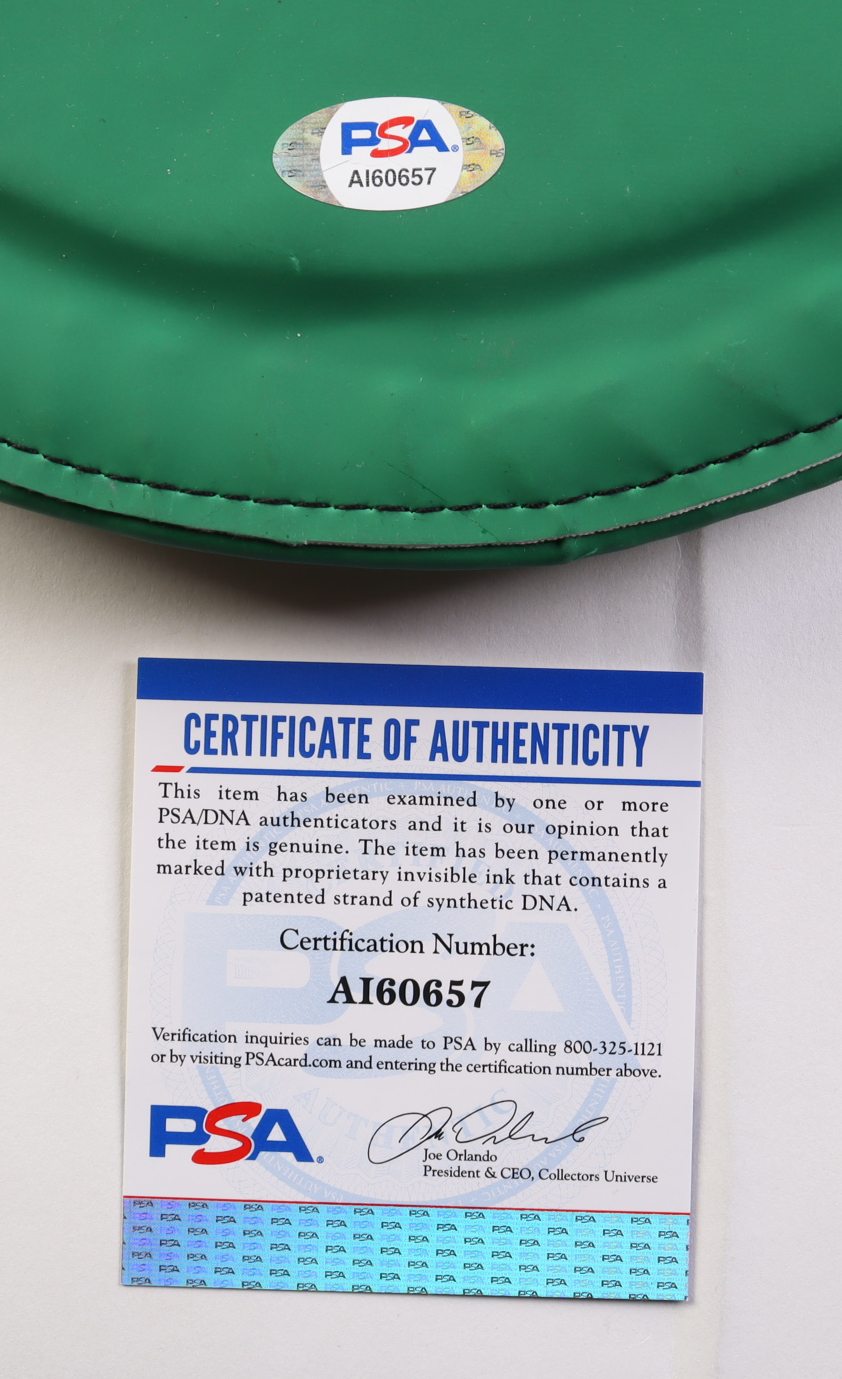 PSA®
AI60657
CERTIFICATE OF AUTHENTICITY
This item has been examined by one or more
PSA/DNA authenticators and it is our opinion that
the item is genuine. The item has been permanently
marked with proprietary invisible ink that contains a
patented strand of synthetic DNA.
Certification Number:
AI60657
Verification inquiries can be made to PSA by calling 800-325-1121
or by visiting PSAcard.com and entering the certification number above.
PSA®
Joe Orlando
President & CEO, Collectors Universe